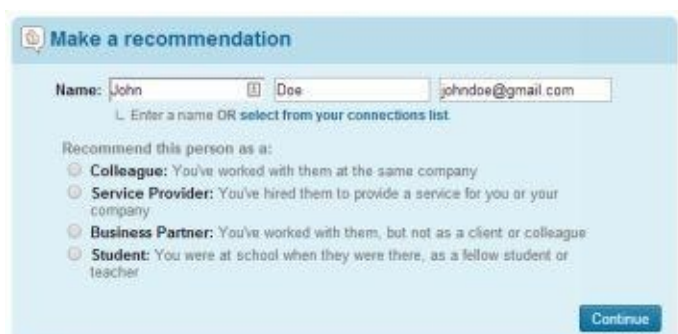 Make a recommendation
Name: John Doe johndoe@gmail.com
Enter a name OR select from your connections list.
Recommend this person as a:
Colleague: You've worked with them at the same company
Service Provider: You've hired them to provide a service for you or your
company
Business Partner: You've worked with them, but not as a client or colleague
Student: You were at school when they were there, as a fellow student or
teacher
Continue